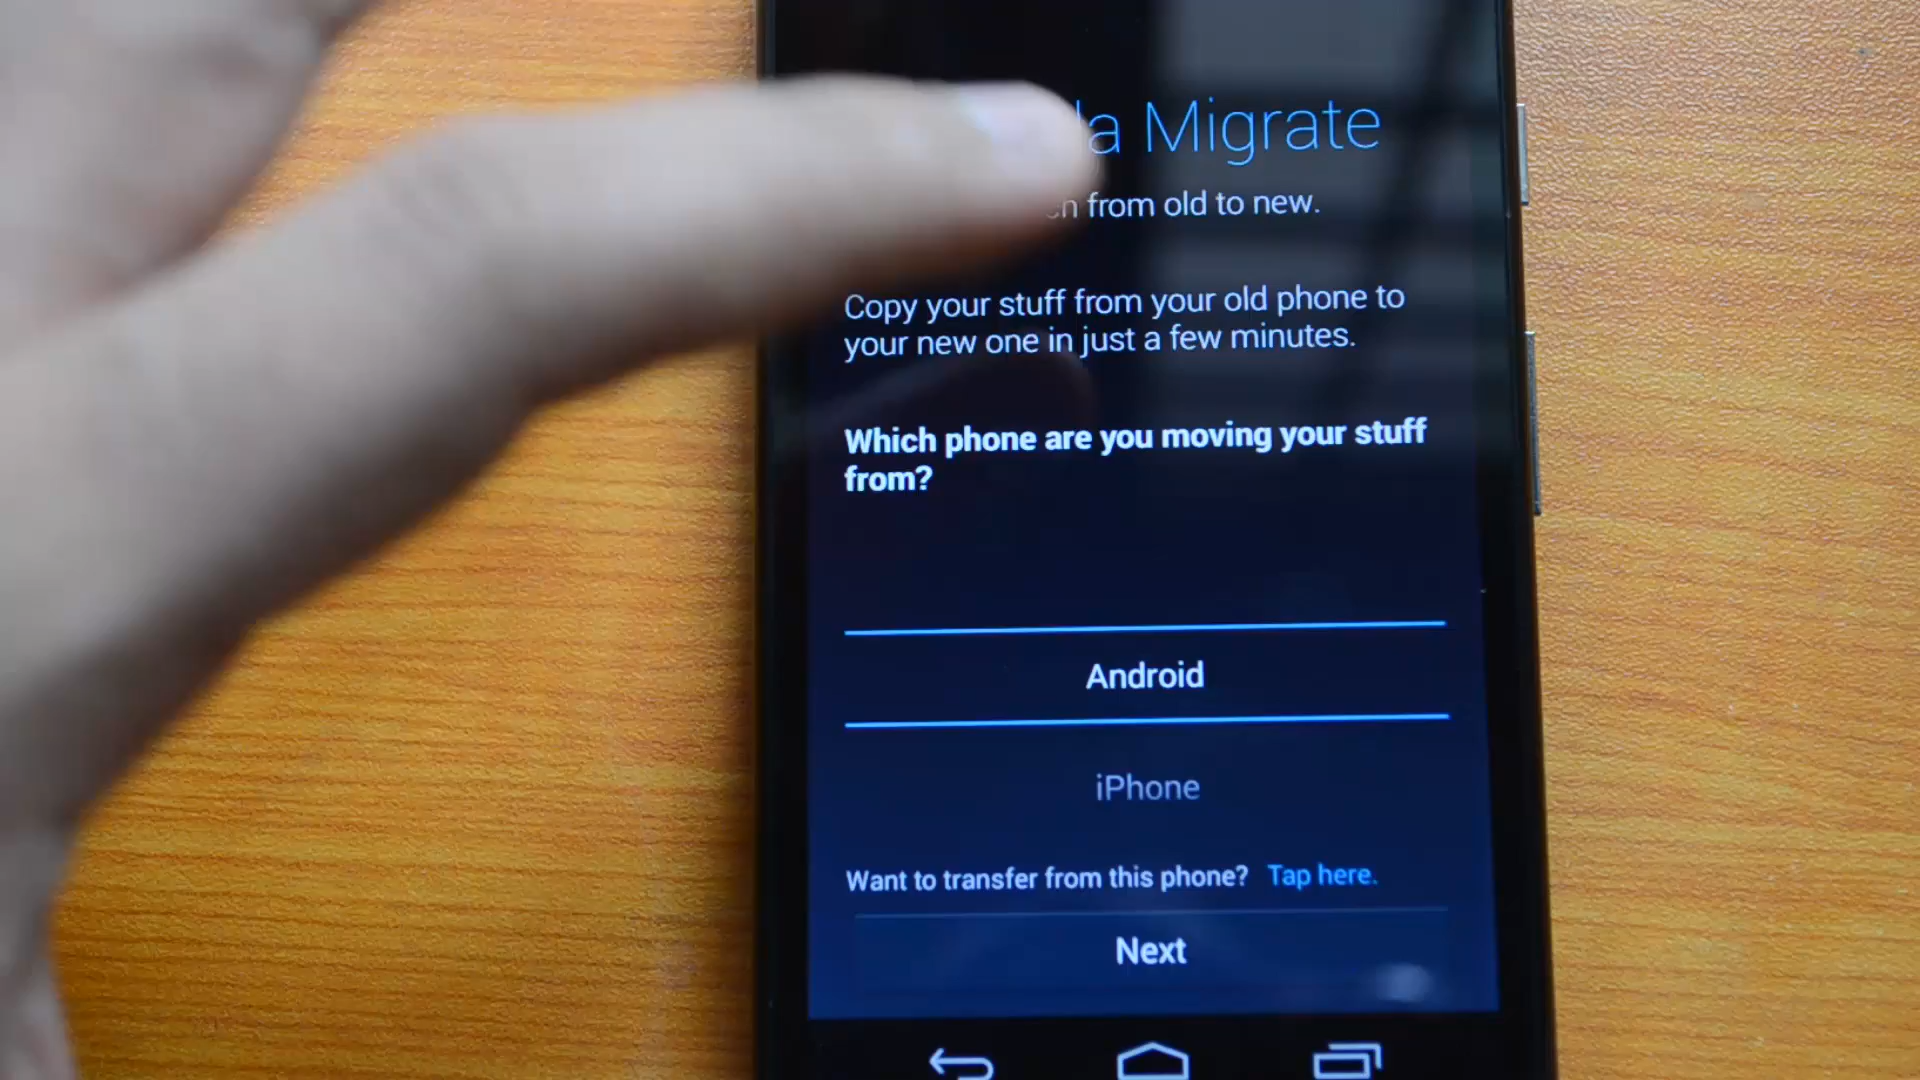 Migrate
from old to new.
Copy your stuff from your old phone to
your new one in just a few minutes.
Which phone are you moving your stuff
from?
Android
iPhone
Want to transfer from this phone? Tap here.
Next